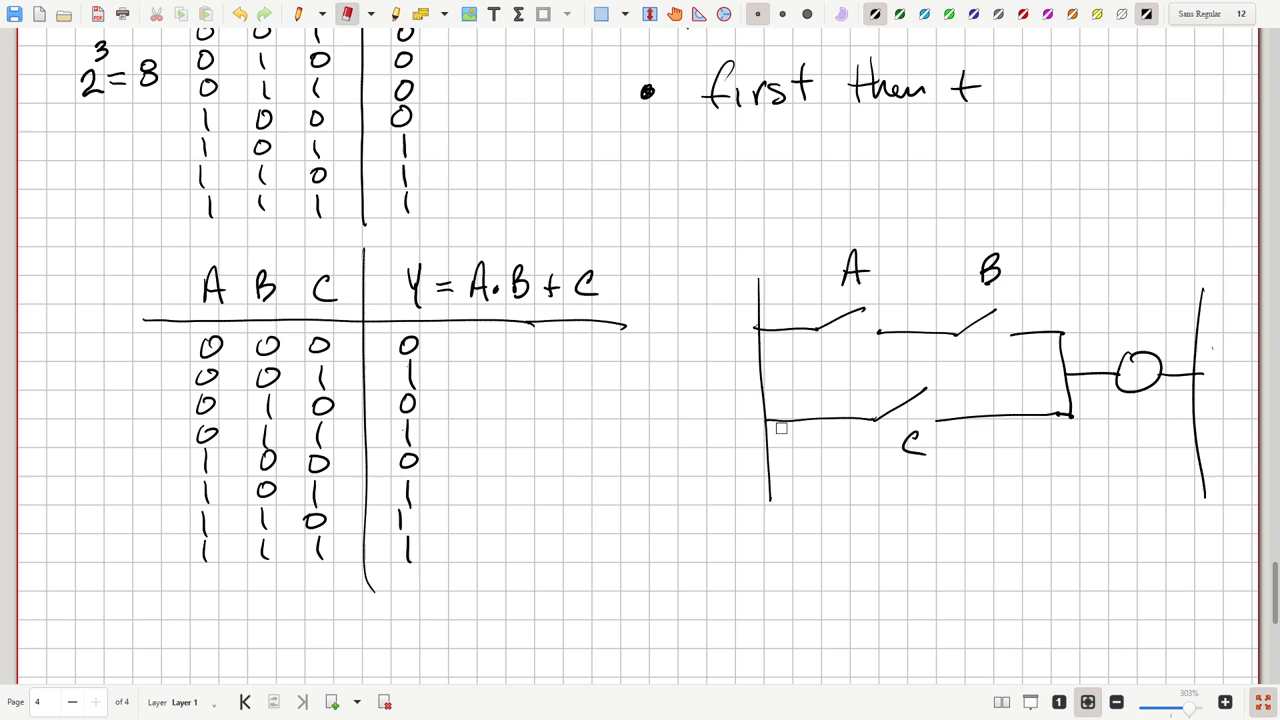 Sans Regular 12
0 0 1 0
2³ = 8 0 1 0 0
0 1 1 0
1 0 0 0
1 0 1 1
1 1 0 1
1 1 1 1
• first then t
A B C Y = A • B + C
0 0 0 0
0 0 1 1
0 1 0 0
0 1 1 1
1 0 0 0
1 0 1 1
1 1 0 1
1 1 1 1
A B
C
Page 4 of 4 Layer Layer 1 303%